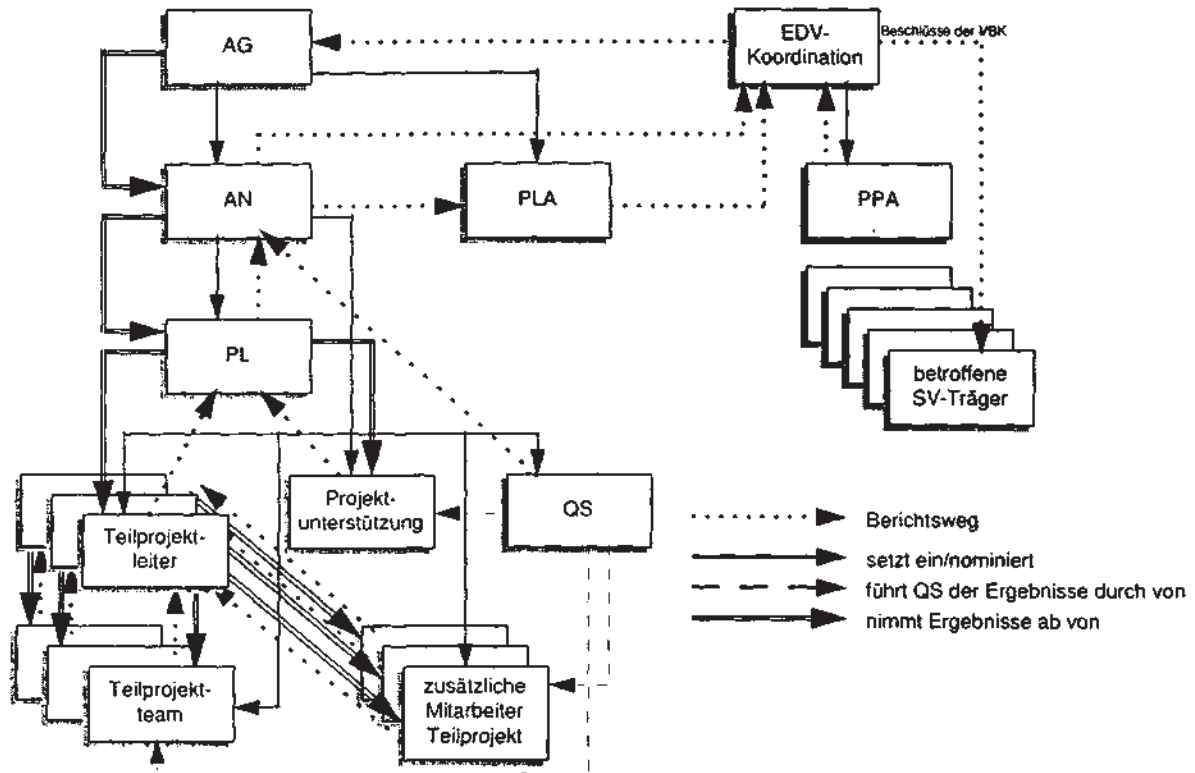 AG
EDV-
Koordination
Beschlüsse der VBK
AN
PLA
PPA
PL
betroffene
SV-Träger
Projekt-
unterstützung
QS
Teilprojekt-
leiter
Berichtsweg
setzt ein/nominiert
führt QS der Ergebnisse durch von
nimmt Ergebnisse ab von
Teilprojekt-
team
zusätzliche
Mitarbeiter
Teilprojekt